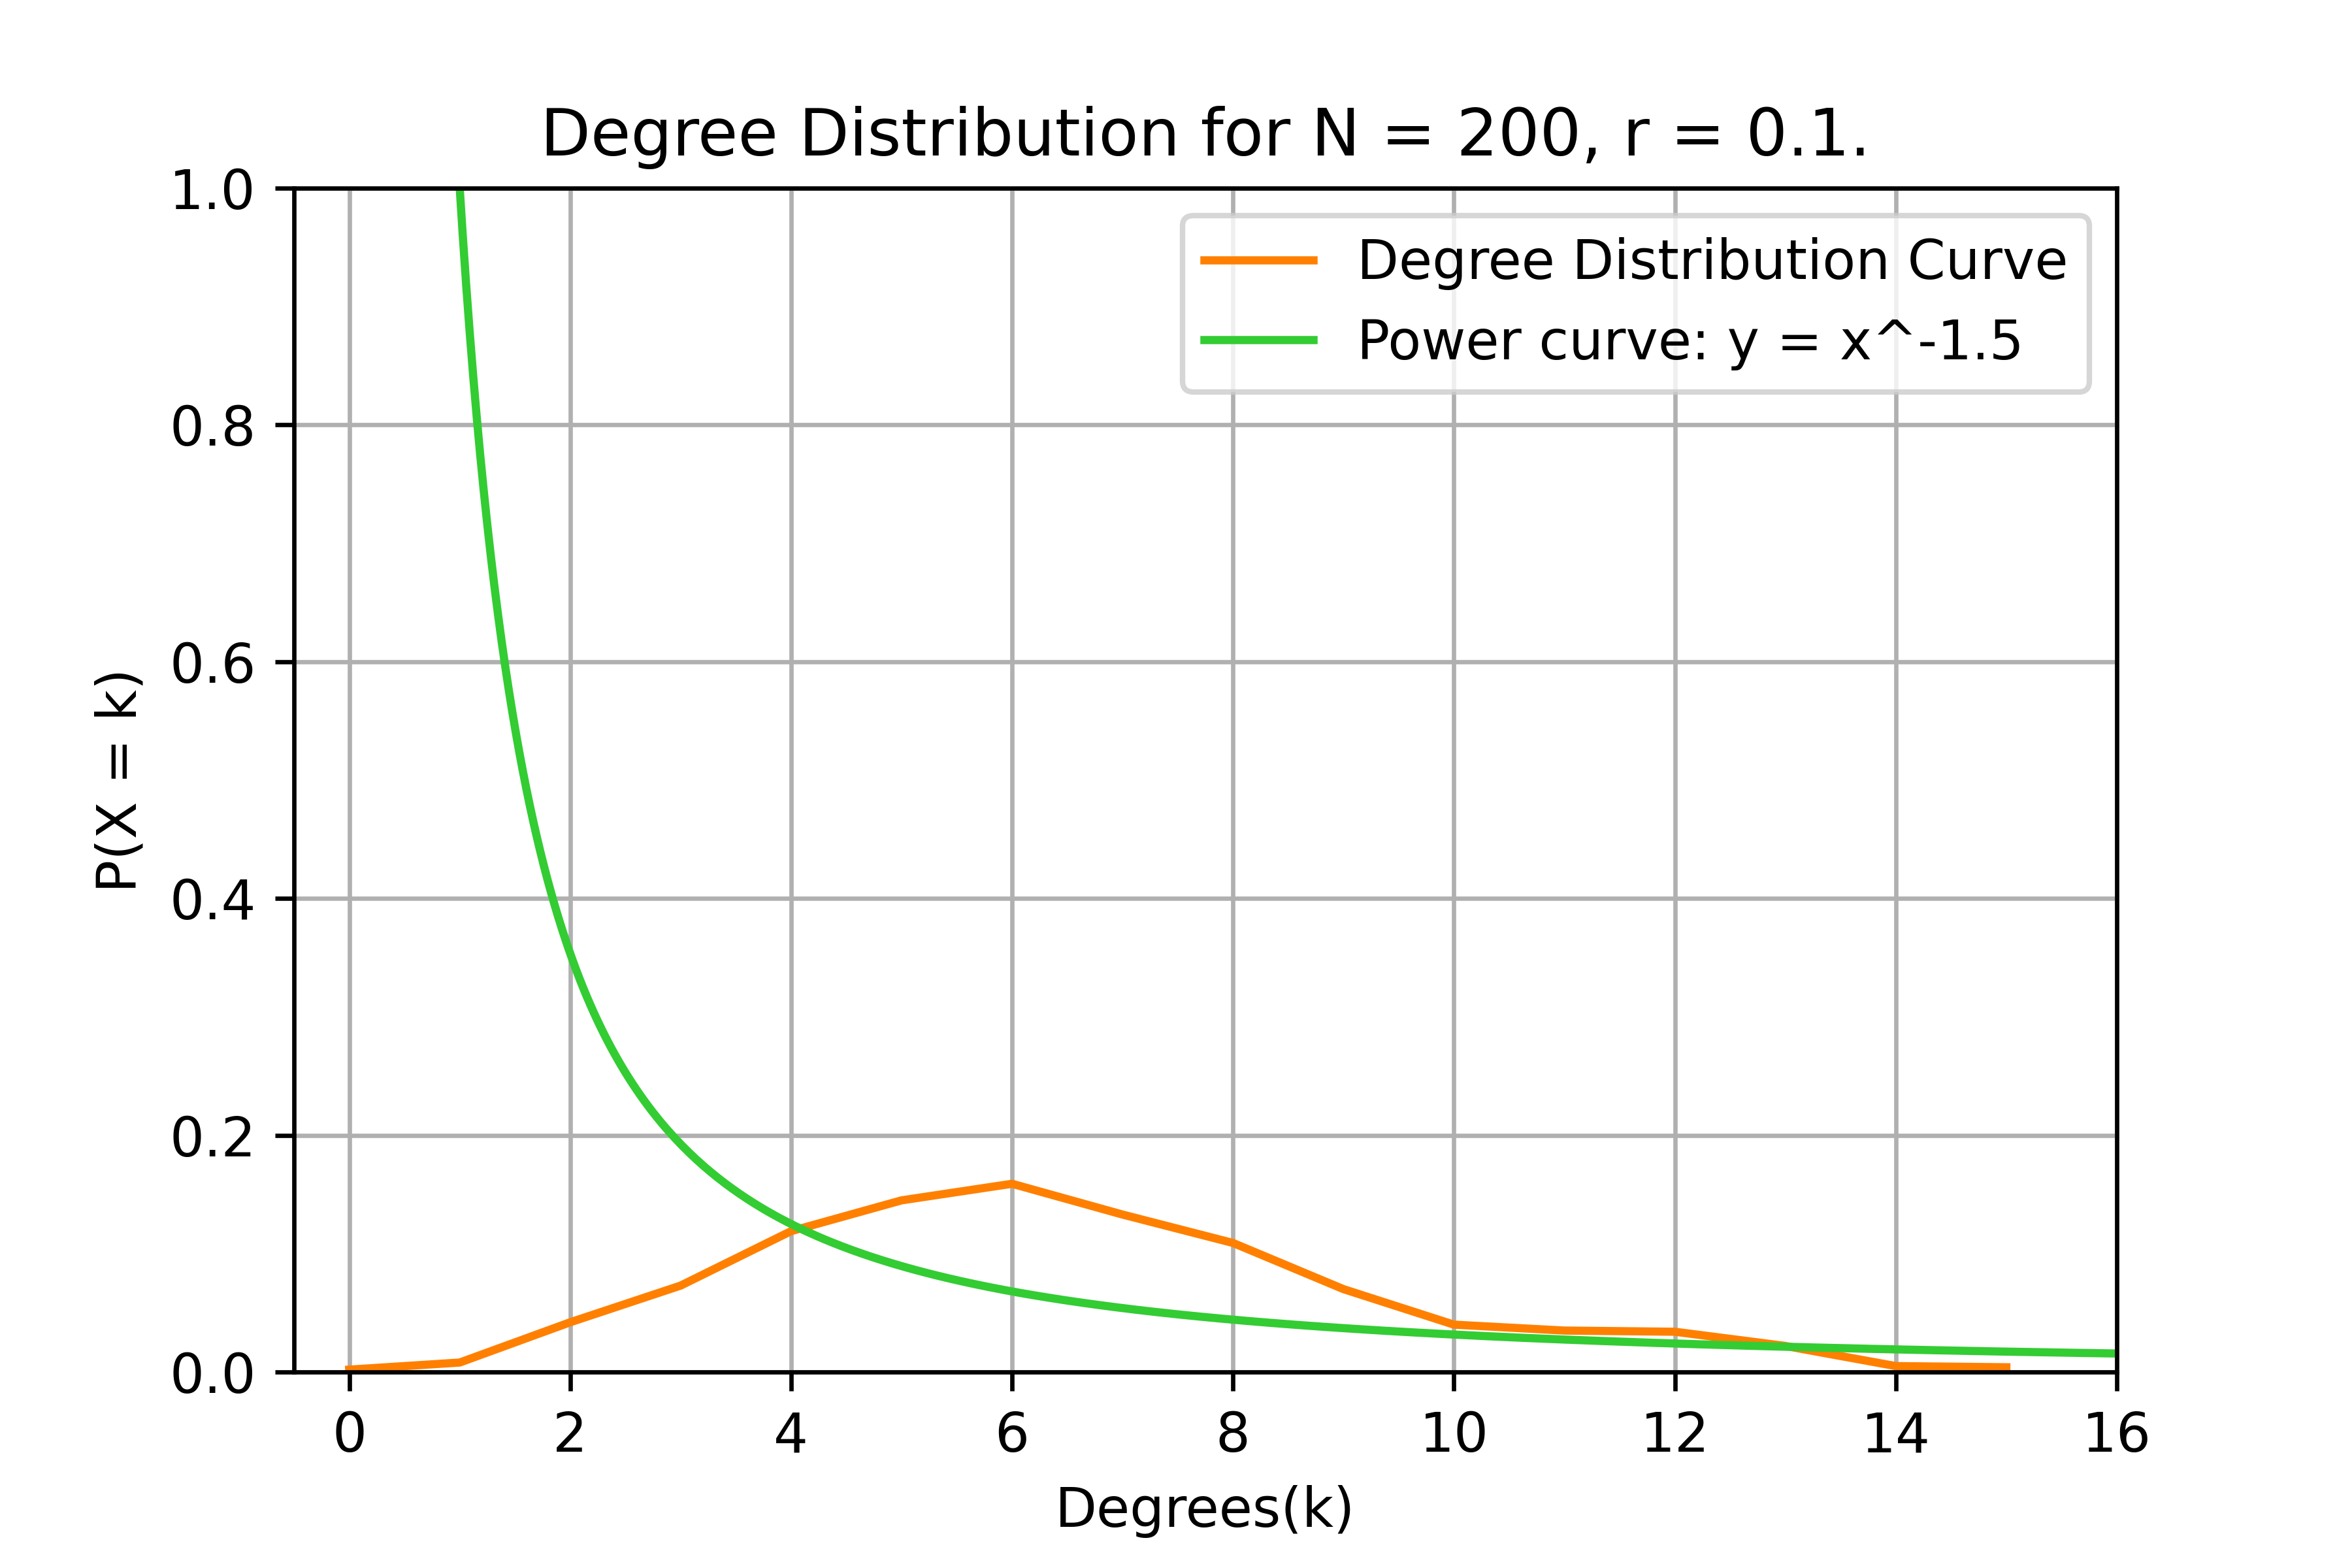 Degree Distribution for N = 200, r = 0.1.
1.0
0.8
0.6
0.4
0.2
0.0
P(X = k)
Degree Distribution Curve
Power curve: y = x^-1.5
0 2 4 6 8 10 12 14 16
Degrees(k)